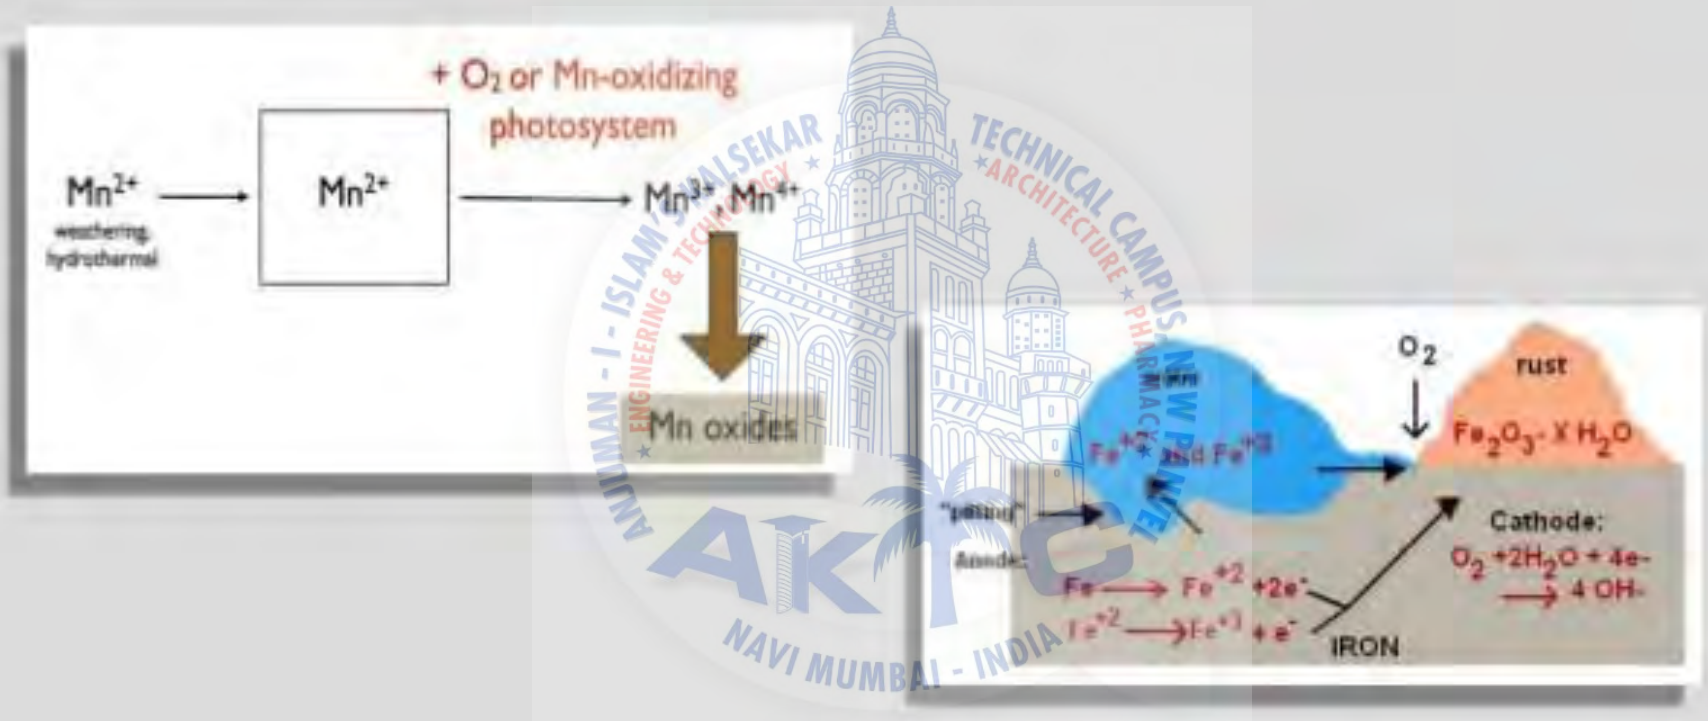 + O₂ or Mn-oxidizing
photosystem
Mn²⁺ → Mn²⁺ → Mn³⁺, Mn⁴⁺
weathering,
hydrothermal
Mn oxides
ANJUMAN - I - ISLAM'S KALSEKAR TECHNICAL CAMPUS NEW PANVEL
★ ENGINEERING & TECHNOLOGY ★ ★ ARCHITECTURE ★ PHARMACY ★
AKTC
NAVI MUMBAI - INDIA
O₂
rust
Fe⁺² and Fe⁺³
Fe₂O₃· X H₂O
"pitting"
Anode:
Fe → Fe⁺² +2e⁻
Fe⁺² → Fe⁺³ + e⁻
IRON
Cathode:
O₂ +2H₂O + 4e-
→ 4 OH-